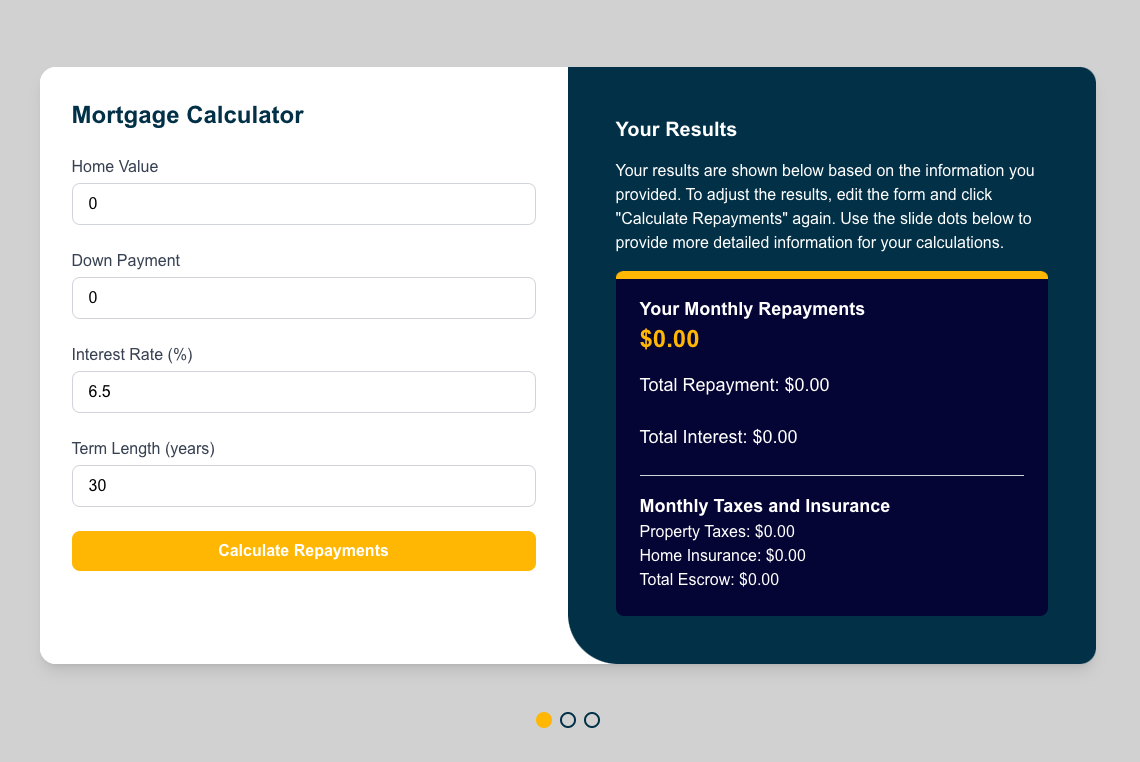 Mortgage Calculator
Home Value
0
Down Payment
0
Interest Rate (%)
6.5
Term Length (years)
30
Calculate Repayments
Your Results
Your results are shown below based on the information you
provided. To adjust the results, edit the form and click
"Calculate Repayments" again. Use the slide dots below to
provide more detailed information for your calculations.
Your Monthly Repayments
$0.00
Total Repayment: $0.00
Total Interest: $0.00
Monthly Taxes and Insurance
Property Taxes: $0.00
Home Insurance: $0.00
Total Escrow: $0.00